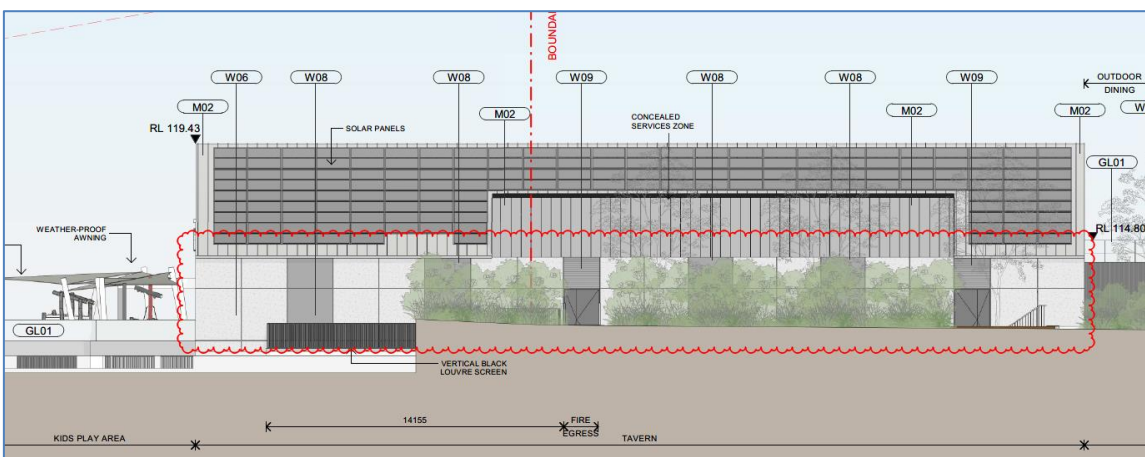 BOUNDA
OUTDOOR
DINING
W06
W08
W08
W09
W08
W08
W09
W
M02
M02
M02
M02
RL 119.43
SOLAR PANELS
CONCEALED
SERVICES ZONE
GL01
WEATHER-PROOF
AWNING
RL 114.80
GL01
VERTICAL BLACK
LOUVRE SCREEN
14155
FIRE
EGRESS
KIDS PLAY AREA
TAVERN